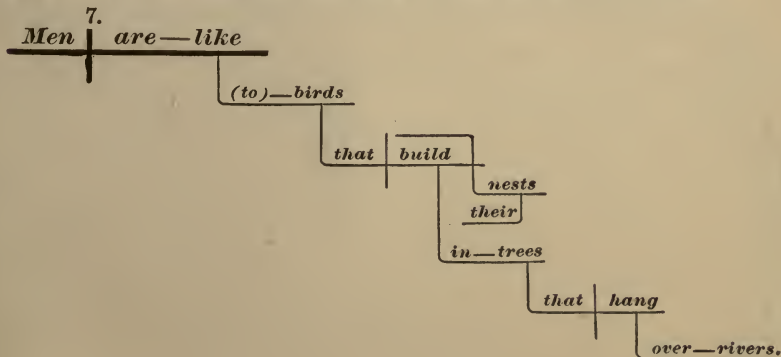 7.
Men are—like
(to)—birds
that build
nests
their
in—trees
that hang
over—rivers.